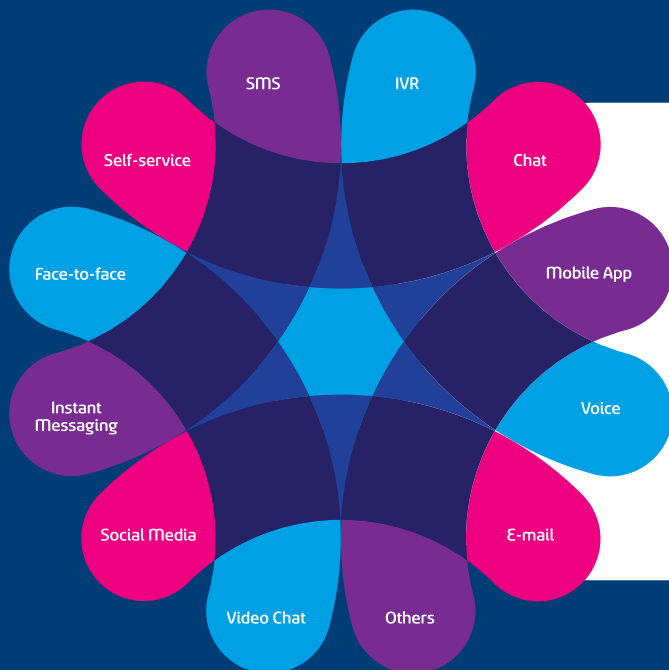 SMS
IVR
Self-service
Chat
Face-to-face
Mobile App
Instant
Messaging
Voice
Social Media
E-mail
Video Chat
Others